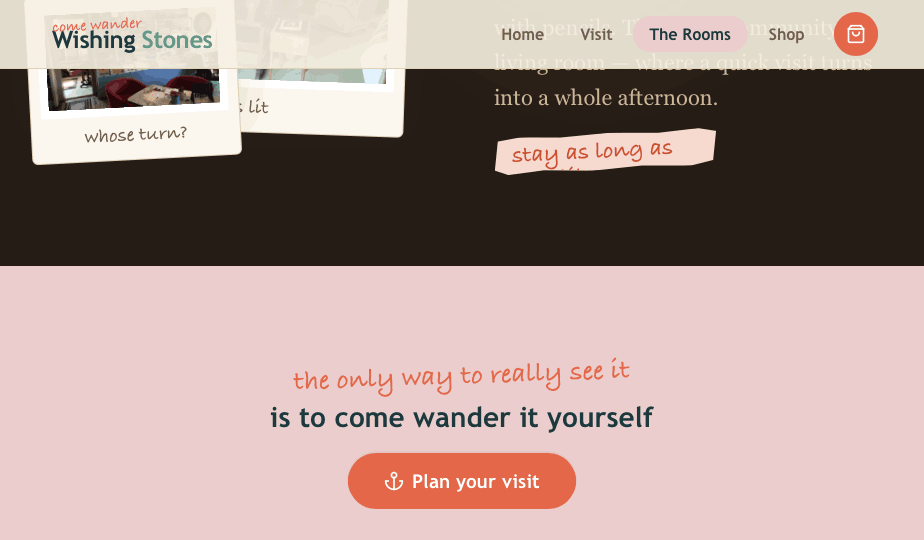 come wander
Wishing Stones
Home
Visit
The Rooms
Shop
with pencils.
living room — where a quick visit turns
into a whole afternoon.
s lit
whose turn?
stay as long as
the only way to really see it
is to come wander it yourself
Plan your visit